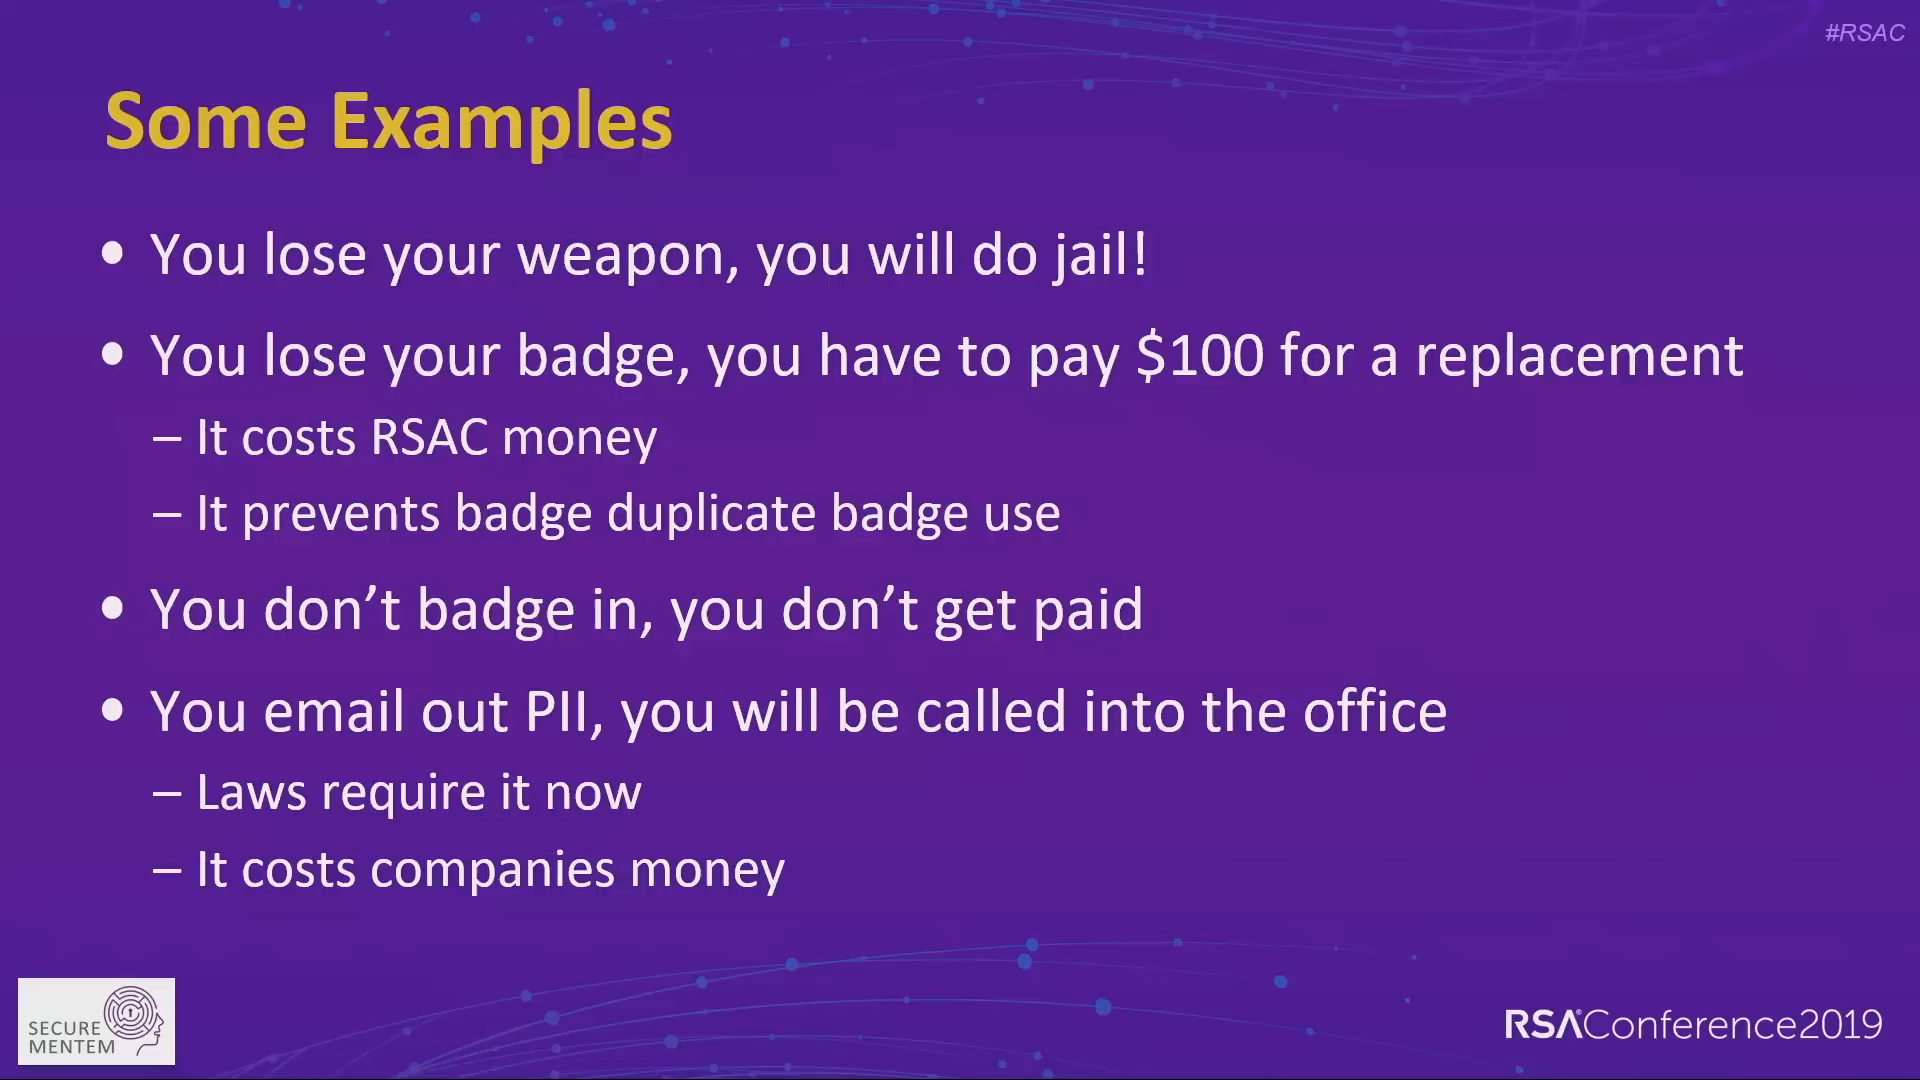 #RSAC
Some Examples
• You lose your weapon, you will do jail!
• You lose your badge, you have to pay $100 for a replacement
– It costs RSAC money
– It prevents badge duplicate badge use
• You don’t badge in, you don’t get paid
• You email out PII, you will be called into the office
– Laws require it now
– It costs companies money
SECURE
MENTEM
RSAConference2019